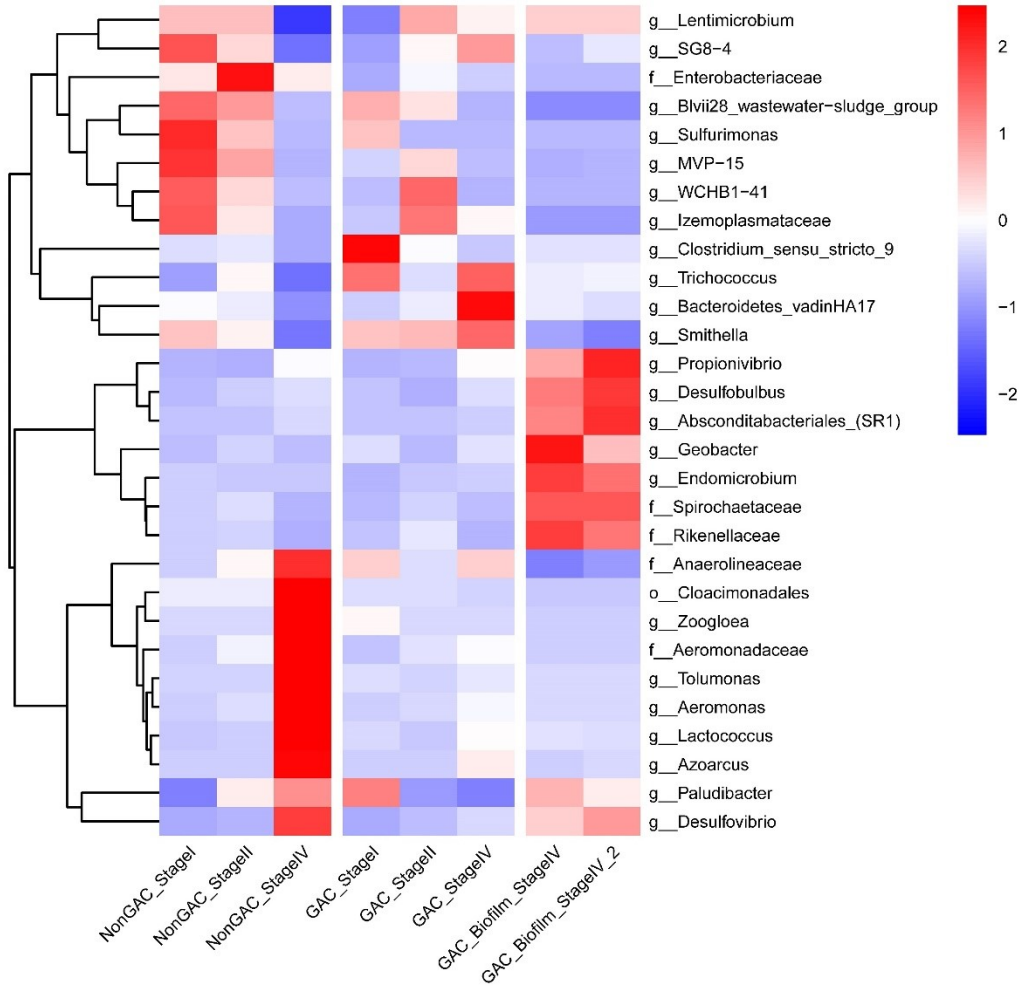 g__Lentimicrobium
g__SG8−4
f__Enterobacteriaceae
g__Blvii28_wastewater−sludge_group
g__Sulfurimonas
g__MVP−15
g__WCHB1−41
g__Izemoplasmataceae
g__Clostridium_sensu_stricto_9
g__Trichococcus
g__Bacteroidetes_vadinHA17
g__Smithella
g__Propionivibrio
g__Desulfobulbus
g__Absconditabacteriales_(SR1)
g__Geobacter
g__Endomicrobium
f__Spirochaetaceae
f__Rikenellaceae
f__Anaerolineaceae
o__Cloacimonadales
g__Zoogloea
f__Aeromonadaceae
g__Tolumonas
g__Aeromonas
g__Lactococcus
g__Azoarcus
g__Paludibacter
g__Desulfovibrio
2
1
0
−1
−2
NonGAC_StageI
NonGAC_StageII
NonGAC_StageIV
GAC_StageI
GAC_StageII
GAC_StageIV
GAC_Biofilm_StageIV
GAC_Biofilm_StageIV_2